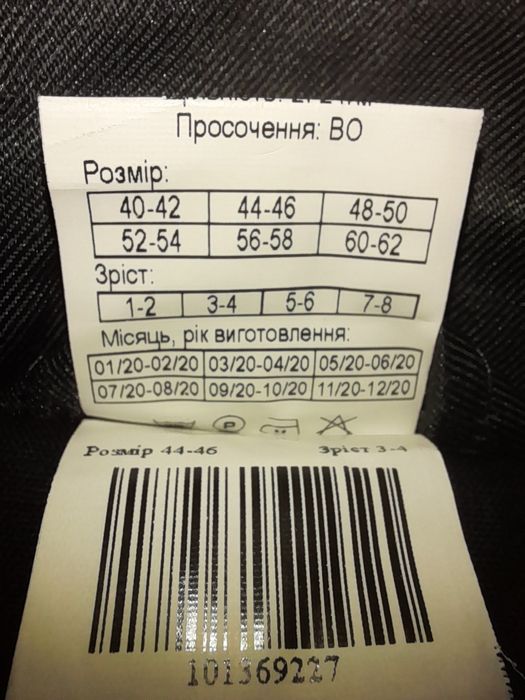 Просочення: ВО
Розмір:
40-42 44-46 48-50
52-54 56-58 60-62
Зріст:
1-2 3-4 5-6 7-8
Місяць, рік виготовлення:
01/20-02/20 03/20-04/20 05/20-06/20
07/20-08/20 09/20-10/20 11/20-12/20
P
Розмір 44-46 Зріст 3-4
101369227